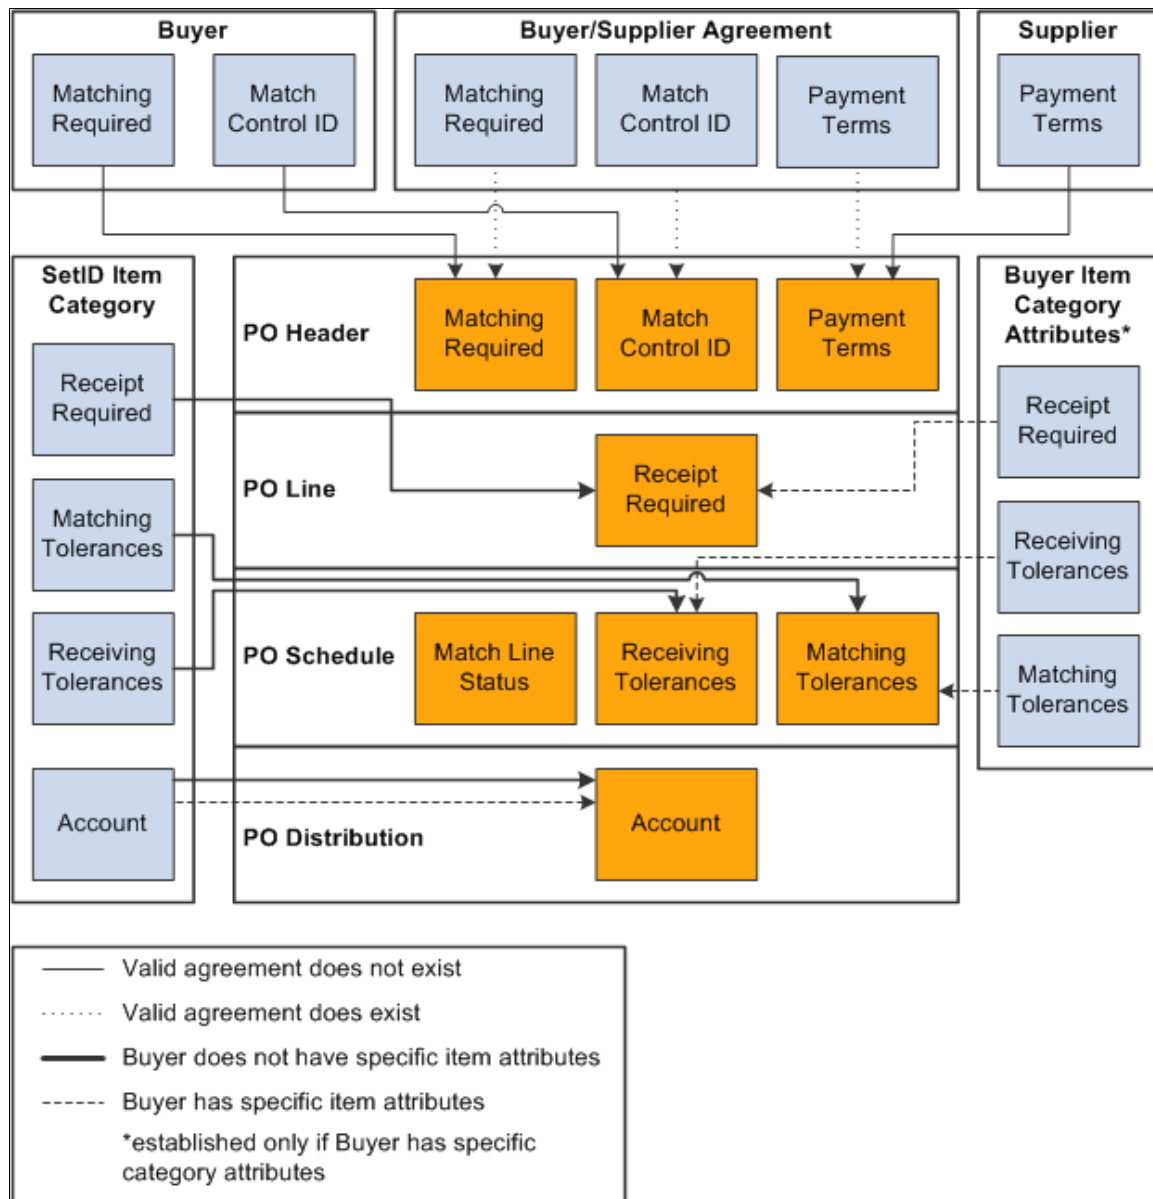 Buyer
Matching
Required
Match
Control ID
Buyer/Supplier Agreement
Matching
Required
Match
Control ID
Payment
Terms
Supplier
Payment
Terms
SetID Item
Category
Receipt
Required
Matching
Tolerances
Receiving
Tolerances
Account
PO Header
Matching
Required
Match
Control ID
Payment
Terms
PO Line
Receipt
Required
PO Schedule
Match Line
Status
Receiving
Tolerances
Matching
Tolerances
PO Distribution
Account
Buyer Item
Category
Attributes*
Receipt
Required
Receiving
Tolerances
Matching
Tolerances
Valid agreement does not exist
Valid agreement does exist
Buyer does not have specific item attributes
Buyer has specific item attributes
*established only if Buyer has specific
category attributes